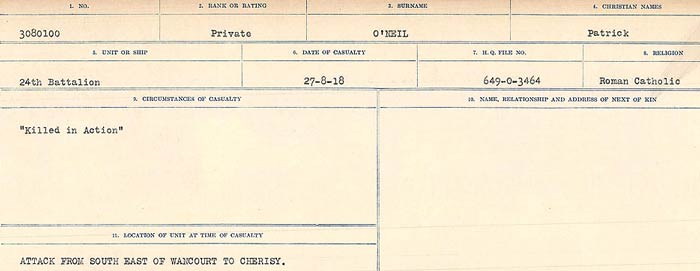 1. NO. 2. RANK OR RATING 3. SURNAME 4. CHRISTIAN NAMES
3080100 Private O'NEIL Patrick
5. UNIT OR SHIP 6. DATE OF CASUALTY 7. H.Q. FILE NO. 8. RELIGION
24th Battalion 27-8-18 649-O-3464 Roman Catholic
9. CIRCUMSTANCES OF CASUALTY 10. NAME, RELATIONSHIP AND ADDRESS OF NEXT OF KIN
"Killed in Action"
11. LOCATION OF UNIT AT TIME OF CASUALTY
ATTACK FROM SOUTH EAST OF WANCOURT TO CHERISY.